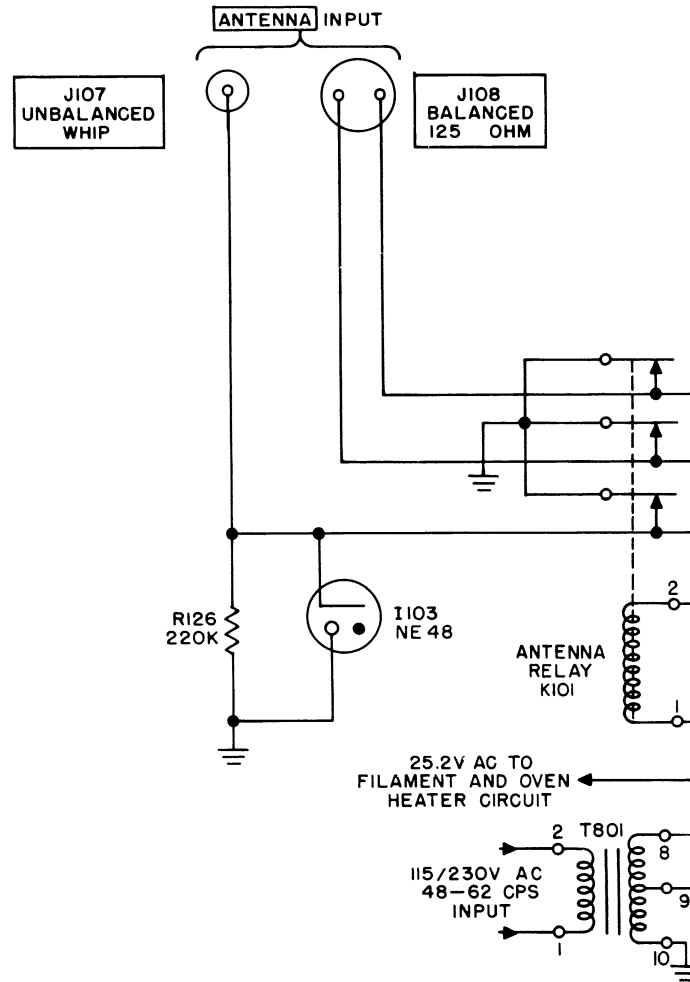 ANTENNA INPUT
J107
UNBALANCED
WHIP
J108
BALANCED
125 OHM
R126
220K
I103
NE 48
2
ANTENNA
RELAY
K101
1
25.2V AC TO
FILAMENT AND OVEN
HEATER CIRCUIT
2 T801
8
115/230V AC
48-62 CPS
INPUT
9
1
10